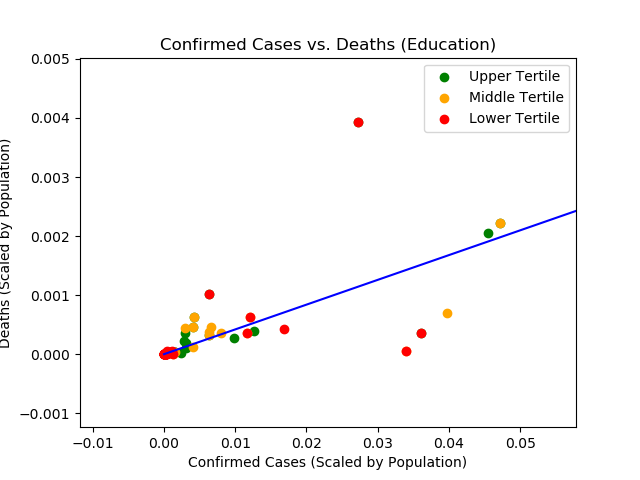 Confirmed Cases vs. Deaths (Education)
0.005
0.004
0.003
0.002
0.001
0.000
−0.001
Deaths (Scaled by Population)
Upper Tertile
Middle Tertile
Lower Tertile
−0.01 0.00 0.01 0.02 0.03 0.04 0.05
Confirmed Cases (Scaled by Population)